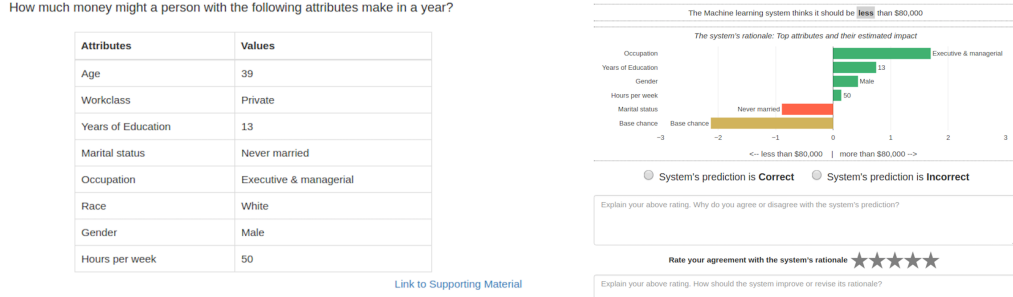 How much money might a person with the following attributes make in a year?
Attributes Values
Age 39
Workclass Private
Years of Education 13
Marital status Never married
Occupation Executive & managerial
Race White
Gender Male
Hours per week 50
Link to Supporting Material
The Machine learning system thinks it should be less than $80,000
The system's rationale: Top attributes and their estimated impact
Occupation Executive & managerial
Years of Education 13
Gender Male
Hours per week 50
Marital status Never married
Base chance Base chance
−3 −2 −1 0 1 2 3
<-- less than $80,000 | more than $80,000 -->
System's prediction is Correct System's prediction is Incorrect
Explain your above rating. Why do you agree or disagree with the system's prediction?
Rate your agreement with the system's rationale
Explain your above rating. How should the system improve or revise its rationale?